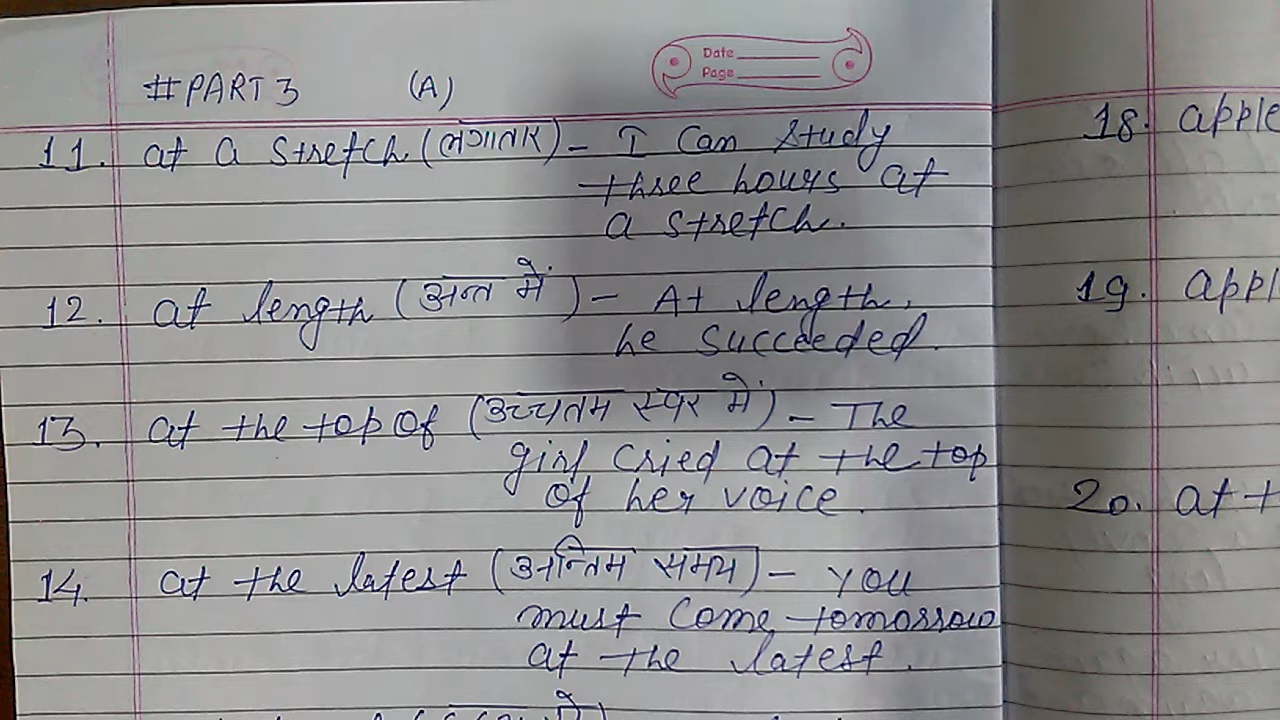 Date
Page
#PART 3 (A)
11. at a stretch (लगातार) – I can study
three hours at
a stretch.
12. at length (अन्त में) – At length,
he succeeded.
13. at the top of (उच्चतम स्वर में) – The
girl cried at the top
of her voice.
14. at the latest (अन्तिम समय) – you
must come tomorrow
at the latest.
18. apple
19. appl
20. at t